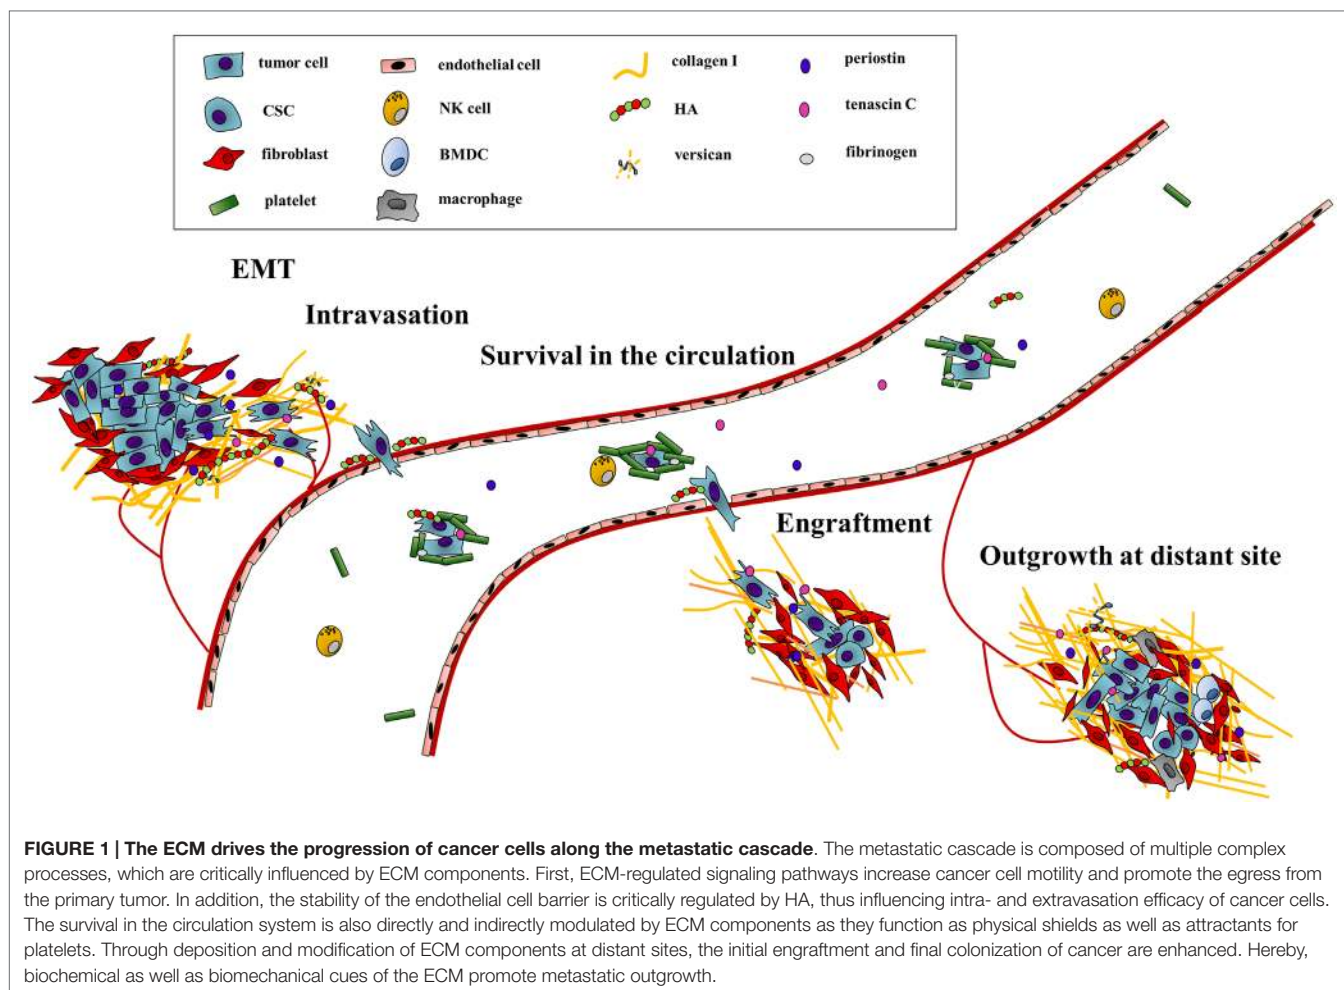 tumor cell
endothelial cell
collagen I
periostin
CSC
NK cell
HA
tenascin C
fibroblast
BMDC
versican
fibrinogen
platelet
macrophage
EMT
Intravasation
Survival in the circulation
Engraftment
Outgrowth at distant site
FIGURE 1 | The ECM drives the progression of cancer cells along the metastatic cascade. The metastatic cascade is composed of multiple complex
processes, which are critically influenced by ECM components. First, ECM-regulated signaling pathways increase cancer cell motility and promote the egress from
the primary tumor. In addition, the stability of the endothelial cell barrier is critically regulated by HA, thus influencing intra- and extravasation efficacy of cancer cells.
The survival in the circulation system is also directly and indirectly modulated by ECM components as they function as physical shields as well as attractants for
platelets. Through deposition and modification of ECM components at distant sites, the initial engraftment and final colonization of cancer are enhanced. Hereby,
biochemical as well as biomechanical cues of the ECM promote metastatic outgrowth.